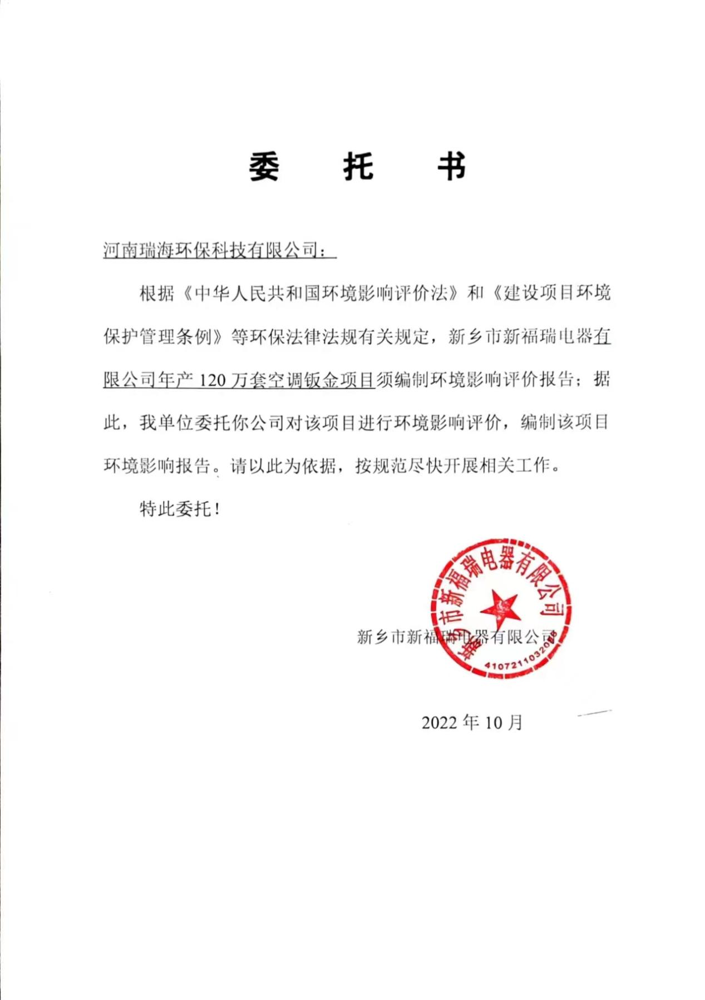 委托书
河南瑞海环保科技有限公司：
根据《中华人民共和国环境影响评价法》和《建设项目环境
保护管理条例》等环保法律法规有关规定，新乡市新福瑞电器有
限公司年产 120 万套空调钣金项目须编制环境影响评价报告；据
此，我单位委托你公司对该项目进行环境影响评价，编制该项目
环境影响报告。请以此为依据，按规范尽快开展相关工作。
特此委托！
新乡市新福瑞电器有限公司
新乡市新福瑞电器有限公司
2022 年 10 月